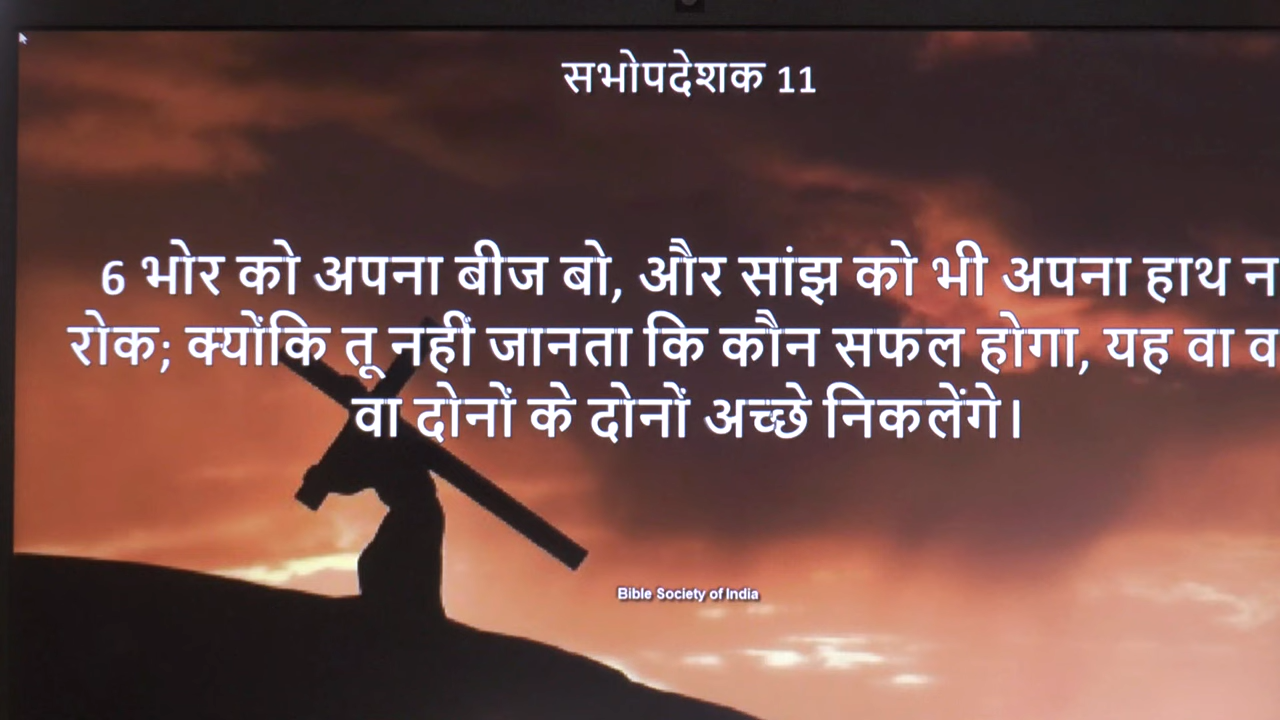 सभोपदेशक 11
6 भोर को अपना बीज बो, और सांझ को भी अपना हाथ न
रोक; क्योंकि तू नहीं जानता कि कौन सफल होगा, यह वा
वा दोनों के दोनों अच्छे निकलेंगे।
Bible Society of India